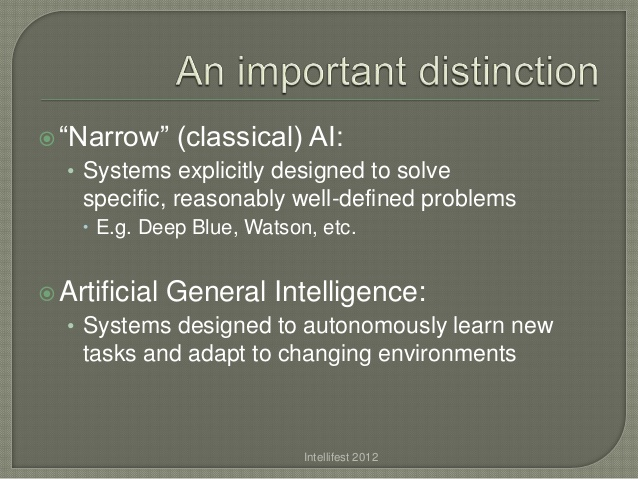 An important distinction
“Narrow” (classical) AI:
• Systems explicitly designed to solve
specific, reasonably well-defined problems
E.g. Deep Blue, Watson, etc.
Artificial General Intelligence:
• Systems designed to autonomously learn new
tasks and adapt to changing environments
Intellifest 2012